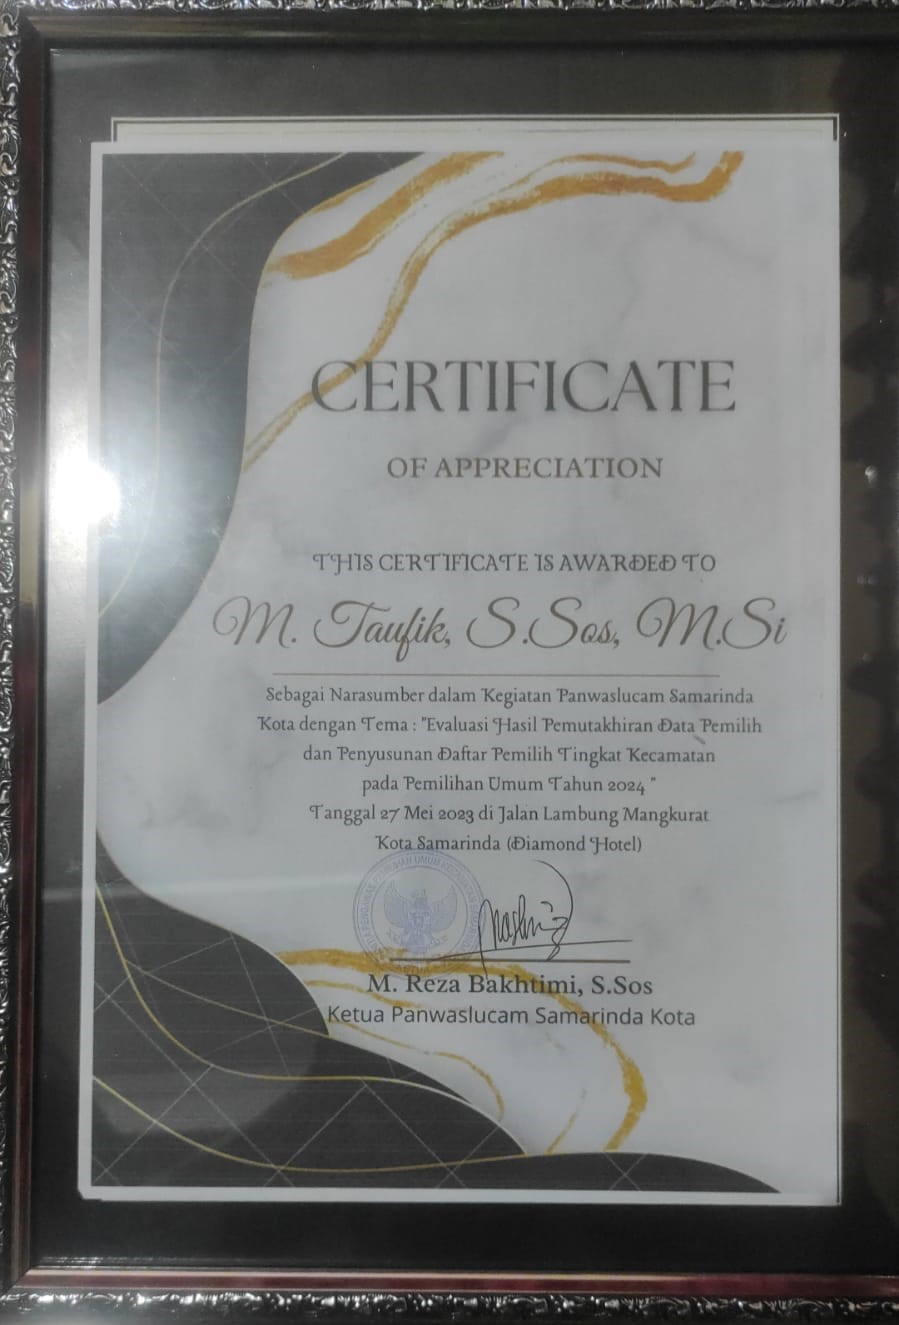 CERTIFICATE
OF APPRECIATION
THIS CERTIFICATE IS AWARDED TO
M. Taufik, S.Sos, M.Si
Sebagai Narasumber dalam Kegiatan Panwaslucam Samarinda
Kota dengan Tema : "Evaluasi Hasil Pemutakhiran Data Pemilih
dan Penyusunan Daftar Pemilih Tingkat Kecamatan
pada Pemilihan Umum Tahun 2024 "
Tanggal 27 Mei 2023 di Jalan Lambung Mangkurat
Kota Samarinda (Diamond Hotel)
M. Reza Bakhtimi, S.Sos
Ketua Panwaslucam Samarinda Kota